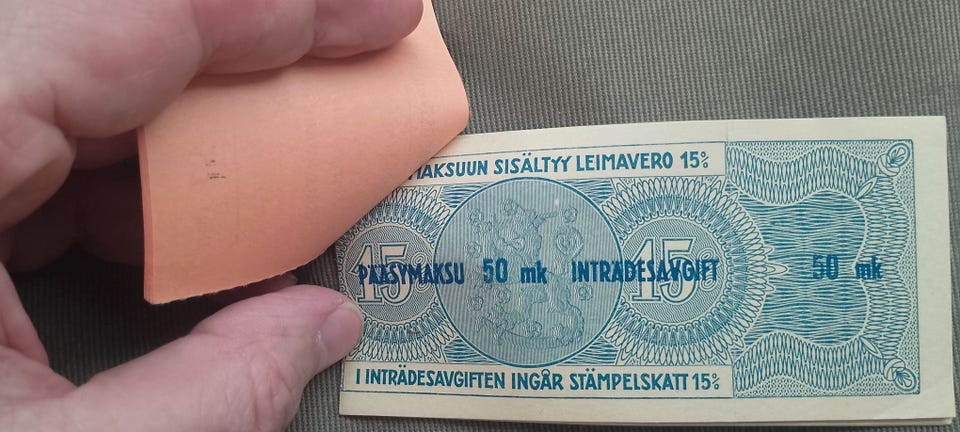 MAKSUUN SISÄLTYY LEIMAVERO 15%
15% 15%
PÄÄSYMAKSU 50 mk INTRÄDESAVGIFT 50 mk
I INTRÄDESAVGIFTEN INGÅR STÄMPELSKATT 15%